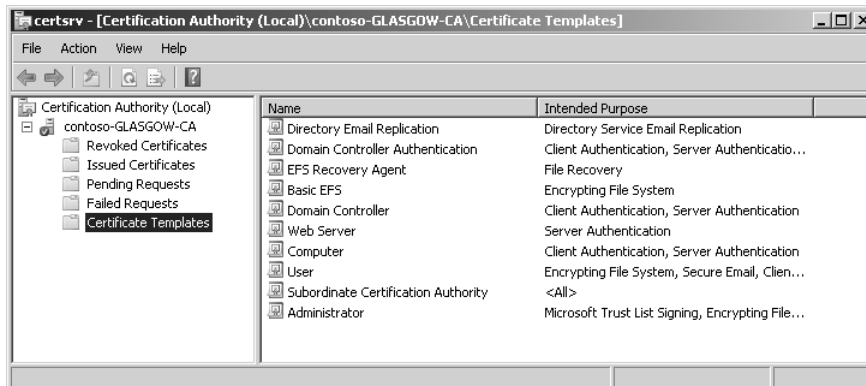 certsrv - [Certification Authority (Local)\contoso-GLASGOW-CA\Certificate Templates]
File Action View Help
Certification Authority (Local)
contoso-GLASGOW-CA
Revoked Certificates
Issued Certificates
Pending Requests
Failed Requests
Certificate Templates
Name Intended Purpose
Directory Email Replication Directory Service Email Replication
Domain Controller Authentication Client Authentication, Server Authenticatio...
EFS Recovery Agent File Recovery
Basic EFS Encrypting File System
Domain Controller Client Authentication, Server Authentication
Web Server Server Authentication
Computer Client Authentication, Server Authentication
User Encrypting File System, Secure Email, Clien...
Subordinate Certification Authority <All>
Administrator Microsoft Trust List Signing, Encrypting File...